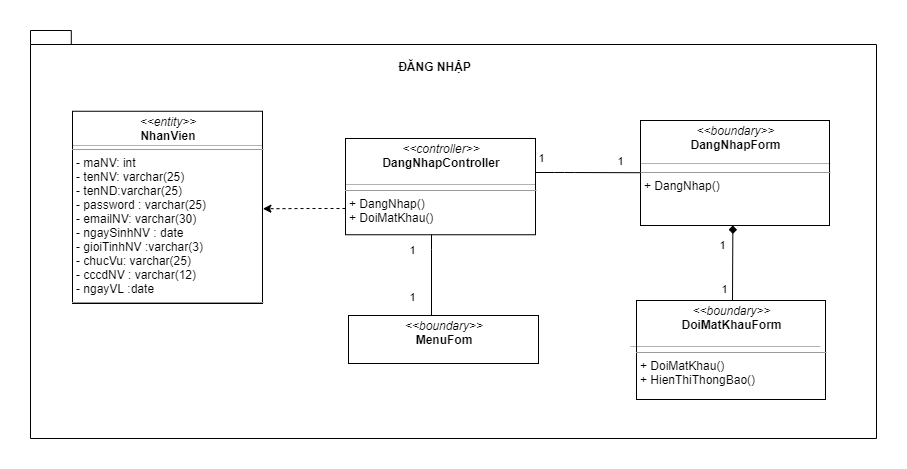 ĐĂNG NHẬP
<<entity>>
NhanVien
- maNV: int
- tenNV: varchar(25)
- tenND:varchar(25)
- password : varchar(25)
- emailNV: varchar(30)
- ngaySinhNV : date
- gioiTinhNV :varchar(3)
- chucVu: varchar(25)
- cccdNV : varchar(12)
- ngayVL :date
<<controller>>
DangNhapController
+ DangNhap()
+ DoiMatKhau()
1
1
<<boundary>>
DangNhapForm
+ DangNhap()
1
1
<<boundary>>
MenuFom
1
1
<<boundary>>
DoiMatKhauForm
+ DoiMatKhau()
+ HienThiThongBao()